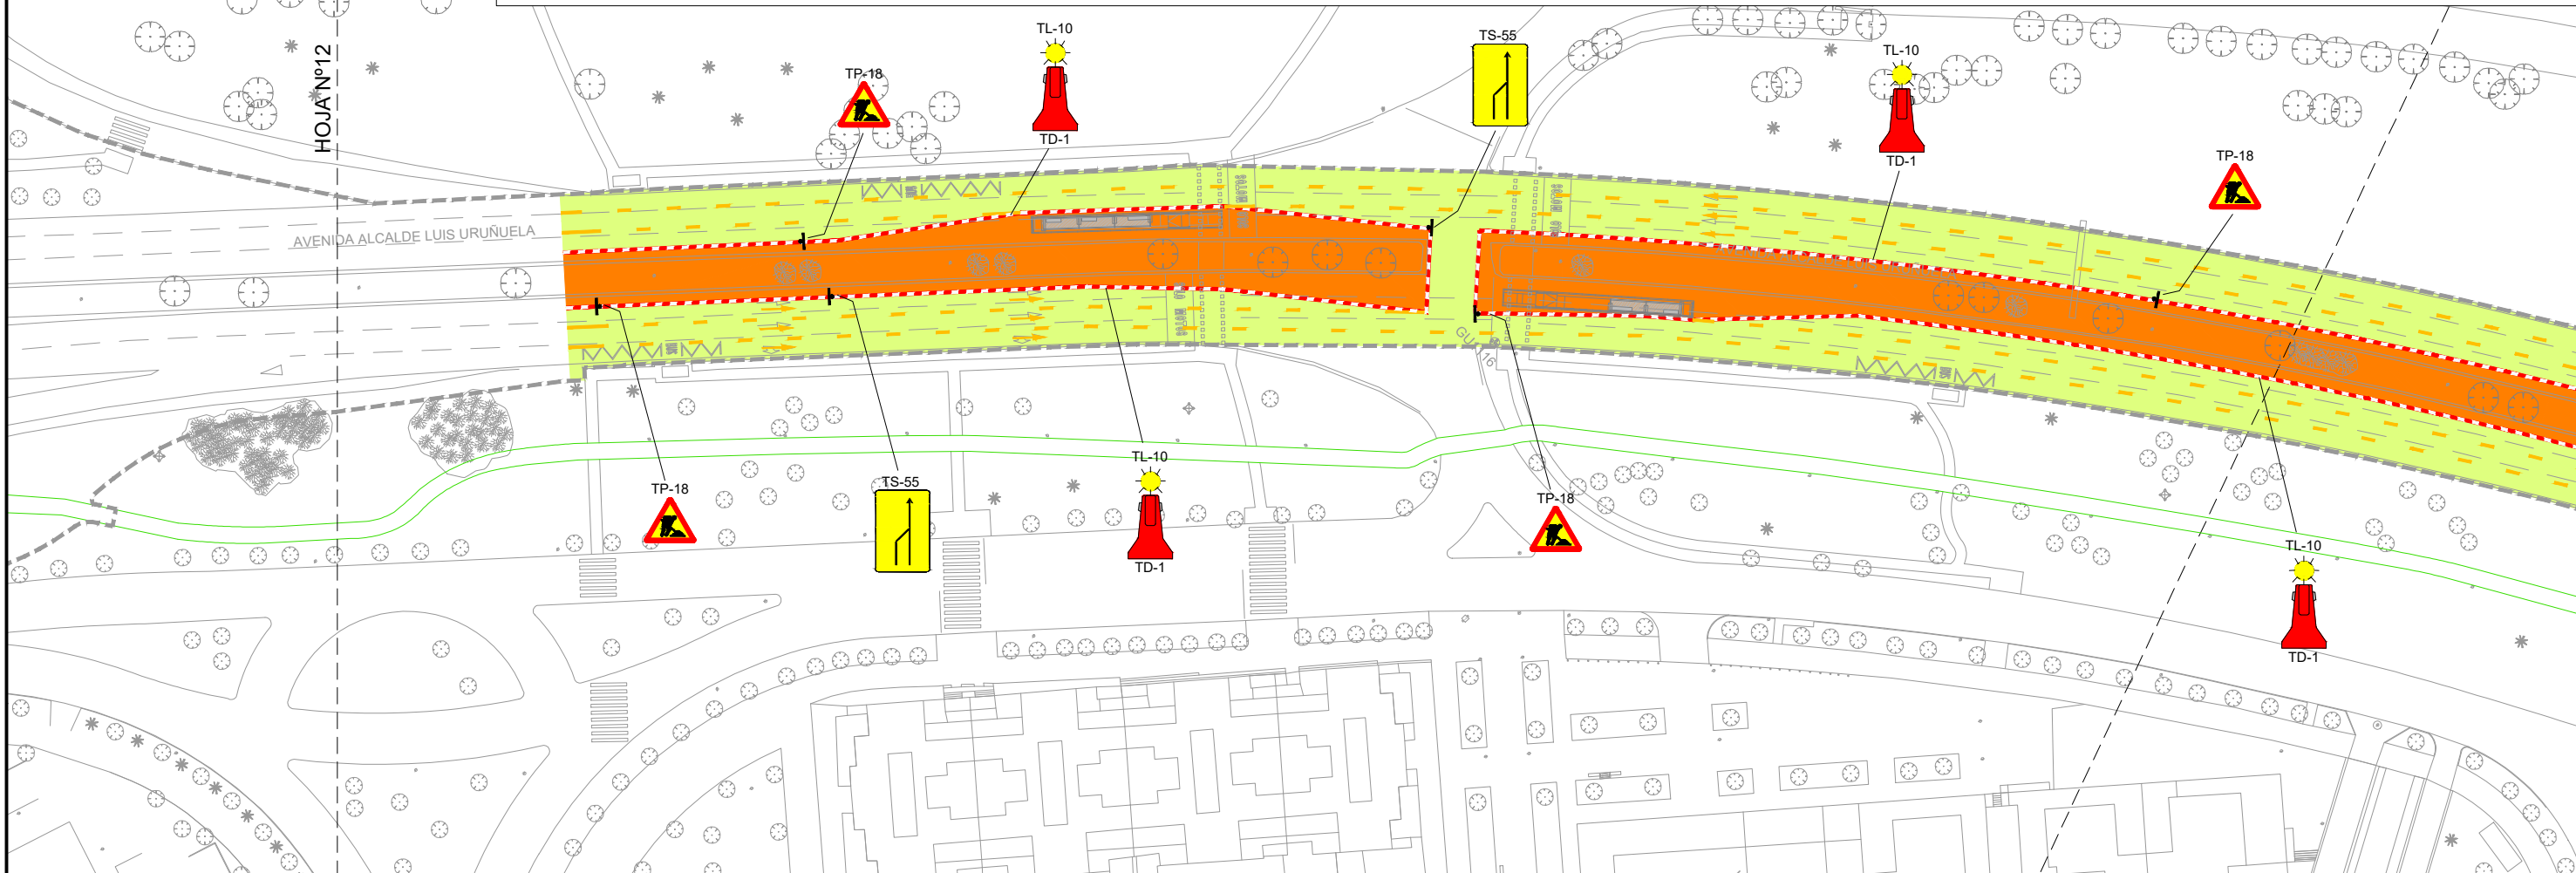 HOJA Nº12
TP-18
TL-10
TD-1
TS-55
TL-10
TD-1
TP-18
AVENIDA ALCALDE LUIS URUÑUELA
TP-18
TS-55
TL-10
TD-1
TP-18
TL-10
TD-1